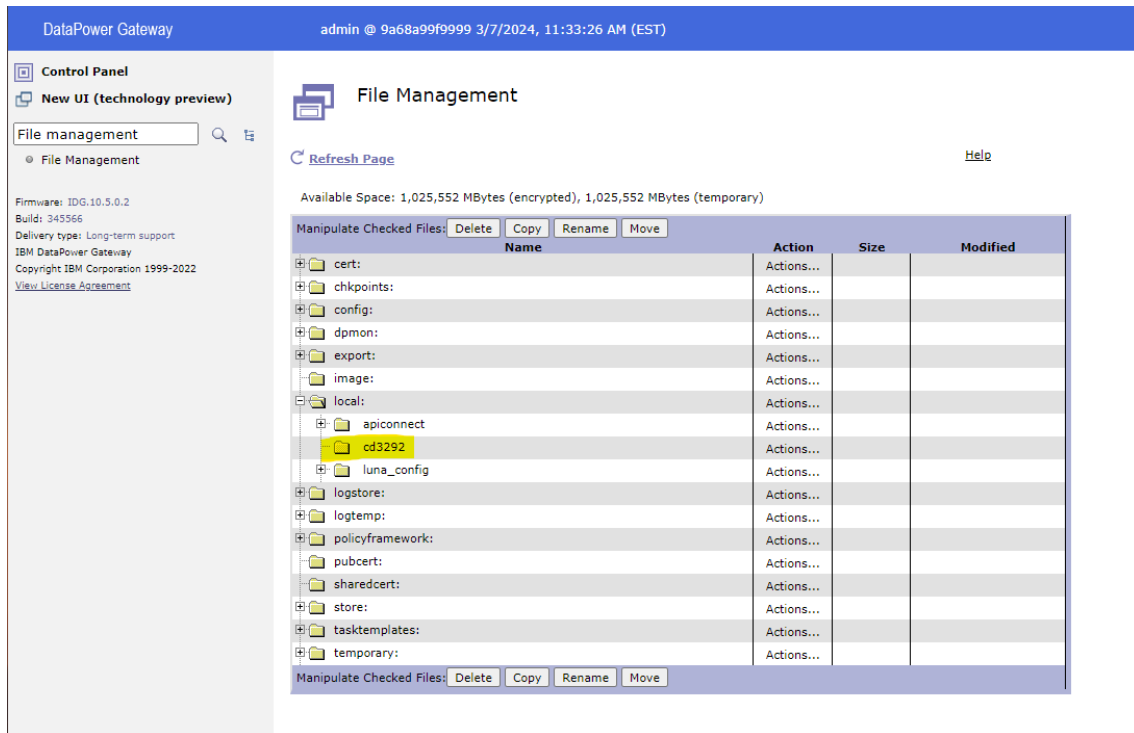 DataPower Gateway
admin @ 9a68a99f9999 3/7/2024, 11:33:26 AM (EST)
Control Panel
New UI (technology preview)
File management
File Management
Firmware: IDG.10.5.0.2
Build: 345566
Delivery type: Long-term support
IBM DataPower Gateway
Copyright IBM Corporation 1999-2022
View License Agreement
File Management
Refresh Page
Help
Available Space: 1,025,552 MBytes (encrypted), 1,025,552 MBytes (temporary)
Manipulate Checked Files: Delete Copy Rename Move
Name Action Size Modified
cert: Actions...
chkpoints: Actions...
config: Actions...
dpmon: Actions...
export: Actions...
image: Actions...
local: Actions...
apiconnect Actions...
cd3292 Actions...
luna_config Actions...
logstore: Actions...
logtemp: Actions...
policyframework: Actions...
pubcert: Actions...
sharedcert: Actions...
store: Actions...
tasktemplates: Actions...
temporary: Actions...
Manipulate Checked Files: Delete Copy Rename Move